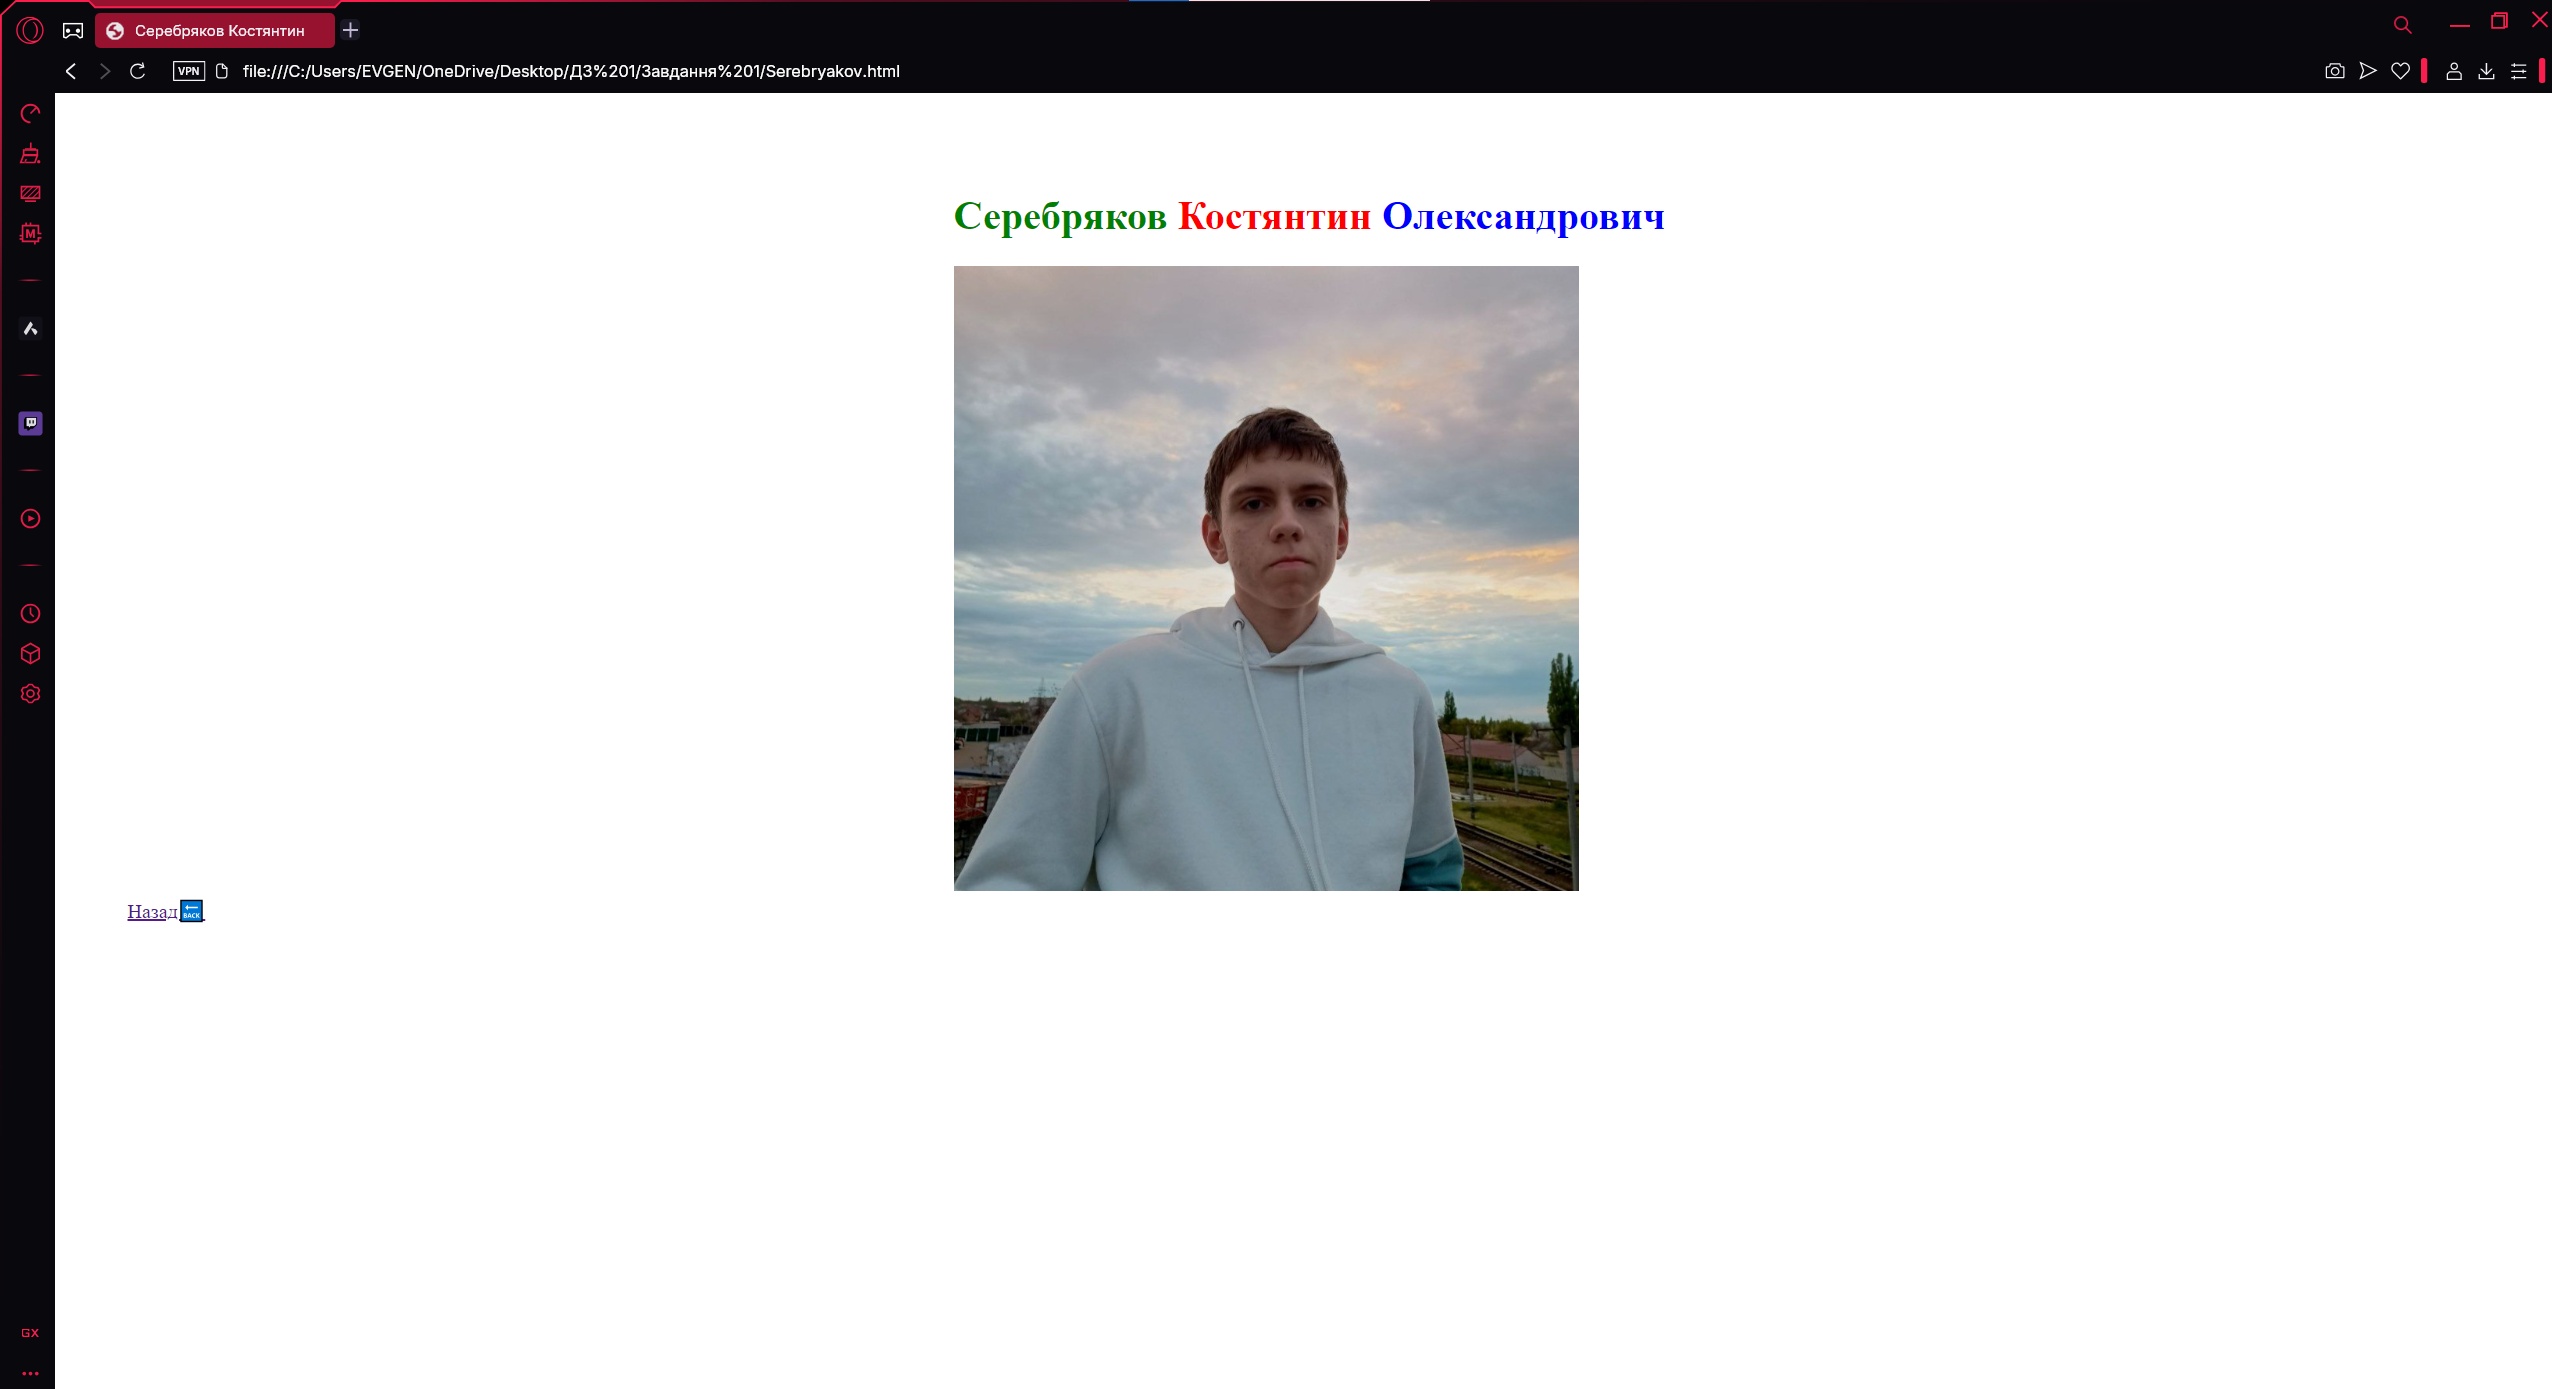 Серебряков Костянтин
VPN
file:///C:/Users/EVGEN/OneDrive/Desktop/ДЗ%201/Завдання%201/Serebryakov.html
M
Серебряков Костянтин Олександрович
Назад BACK
GX